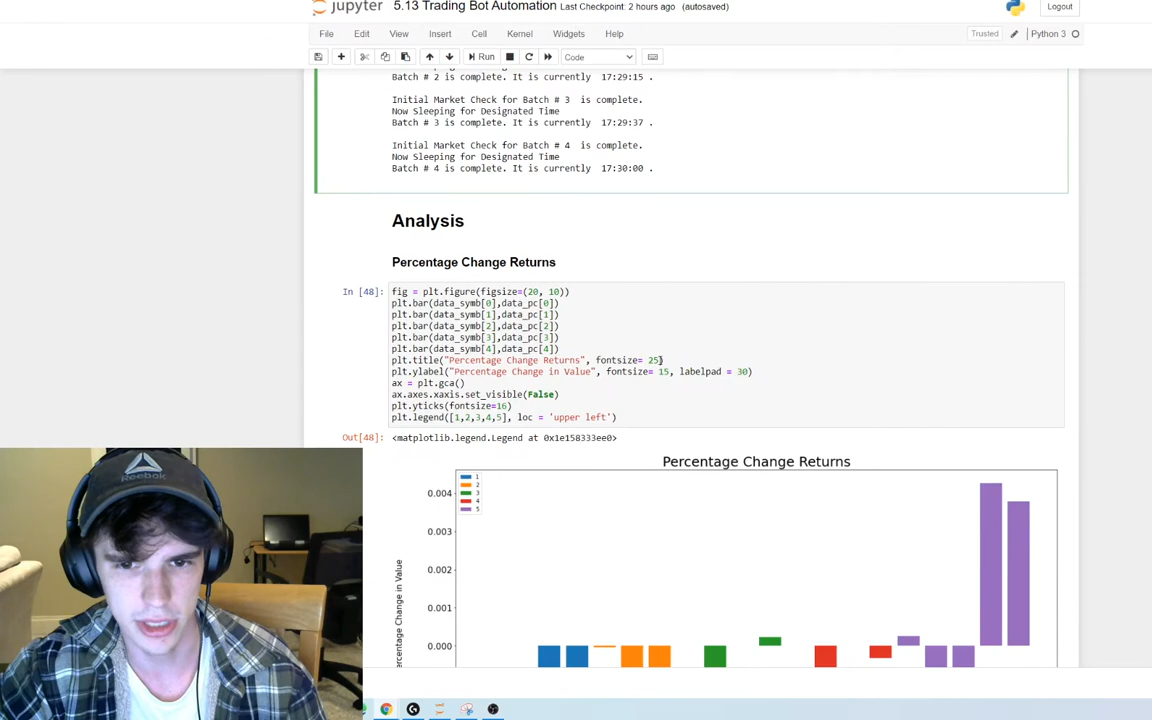 jupyter 5.13 Trading Bot Automation Last Checkpoint: 2 hours ago (autosaved) Logout
File Edit View Insert Cell Kernel Widgets Help Trusted Python 3
Run Code
Batch # 2 is complete. It is currently 17:29:15 .
Initial Market Check for Batch # 3 is complete.
Now Sleeping for Designated Time
Batch # 3 is complete. It is currently 17:29:37 .
Initial Market Check for Batch # 4 is complete.
Now Sleeping for Designated Time
Batch # 4 is complete. It is currently 17:30:00 .
Analysis
Percentage Change Returns
In [48]: fig = plt.figure(figsize=(20, 10))
plt.bar(data_symb[0],data_pc[0])
plt.bar(data_symb[1],data_pc[1])
plt.bar(data_symb[2],data_pc[2])
plt.bar(data_symb[3],data_pc[3])
plt.bar(data_symb[4],data_pc[4])
plt.title("Percentage Change Returns", fontsize= 25)
plt.ylabel("Percentage Change in Value", fontsize= 15, labelpad = 30)
ax = plt.gca()
ax.axes.xaxis.set_visible(False)
plt.yticks(fontsize=16)
plt.legend([1,2,3,4,5], loc = 'upper left')
Out[48]: <matplotlib.legend.Legend at 0x1e158333ee0>
Percentage Change Returns
1
2
3
4
5
0.004
0.003
0.002
0.001
0.000
Change in Value
Reebok